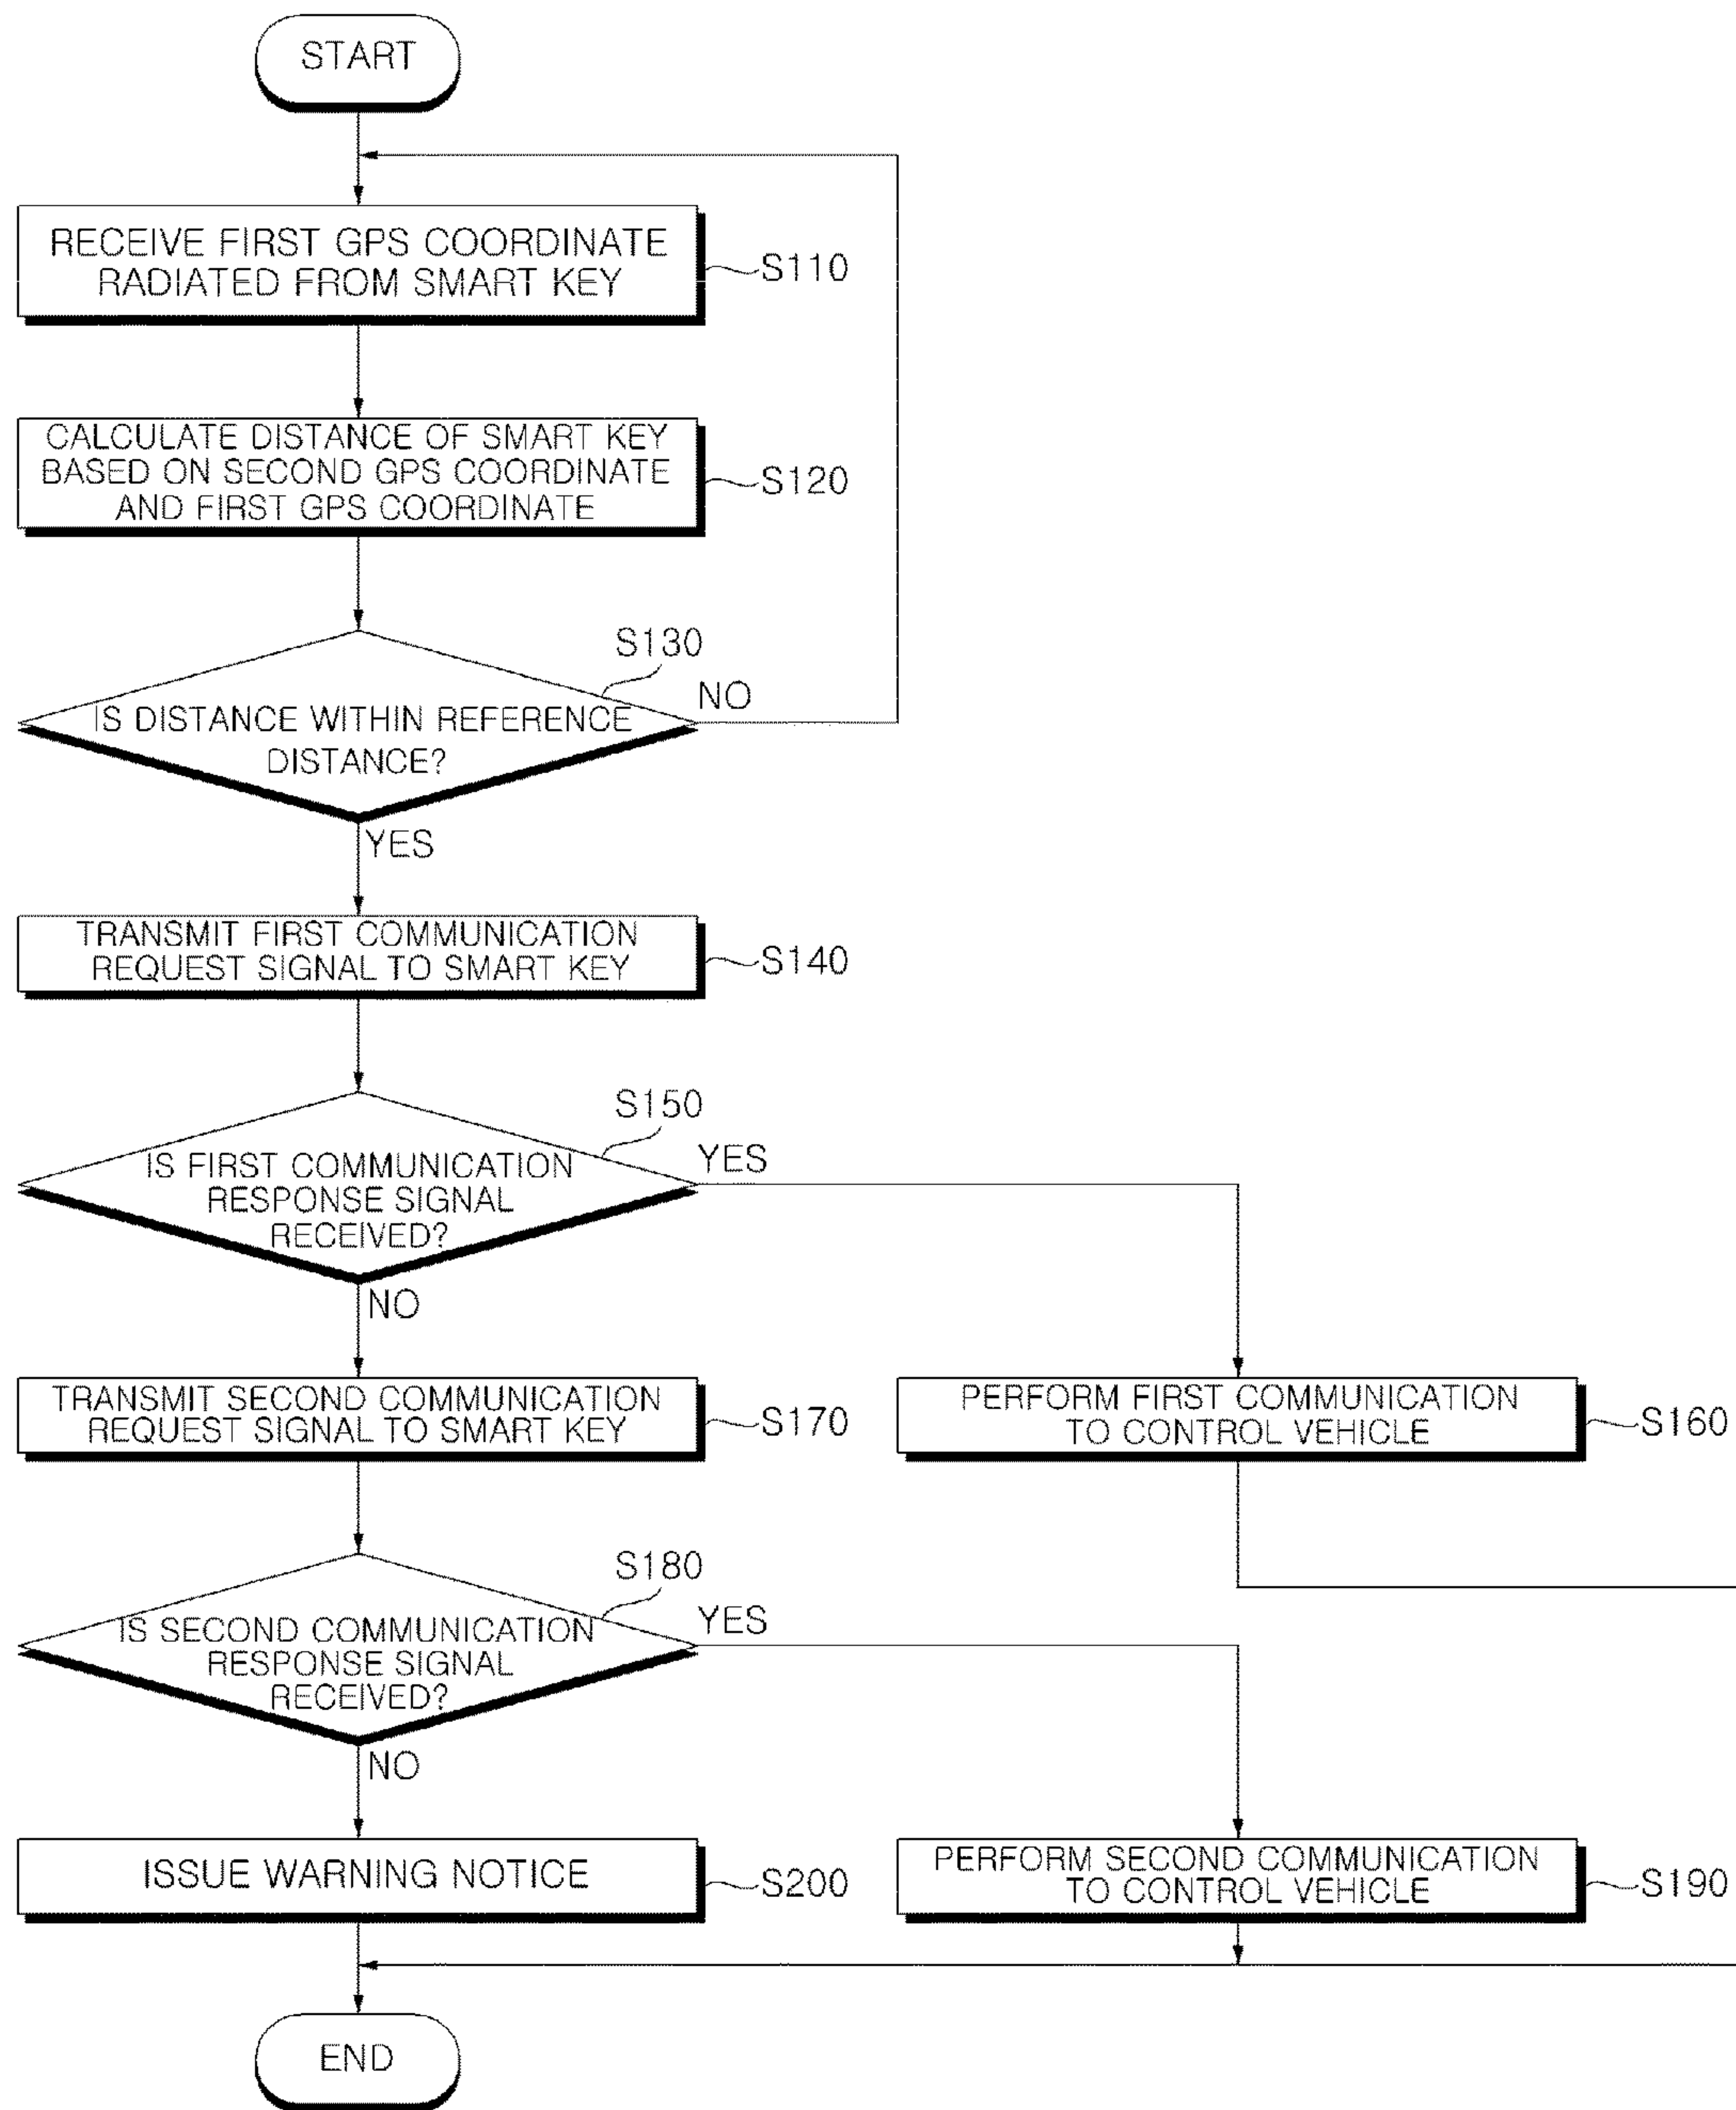 START
RECEIVE FIRST GPS COORDINATE
RADIATED FROM SMART KEY
S110
CALCULATE DISTANCE OF SMART KEY
BASED ON SECOND GPS COORDINATE
AND FIRST GPS COORDINATE
S120
S130
NO
IS DISTANCE WITHIN REFERENCE
DISTANCE?
YES
TRANSMIT FIRST COMMUNICATION
REQUEST SIGNAL TO SMART KEY
S140
S150
YES
IS FIRST COMMUNICATION
RESPONSE SIGNAL
RECEIVED?
NO
TRANSMIT SECOND COMMUNICATION
REQUEST SIGNAL TO SMART KEY
S170
PERFORM FIRST COMMUNICATION
TO CONTROL VEHICLE
S160
S180
YES
IS SECOND COMMUNICATION
RESPONSE SIGNAL
RECEIVED?
NO
ISSUE WARNING NOTICE
S200
PERFORM SECOND COMMUNICATION
TO CONTROL VEHICLE
S190
END